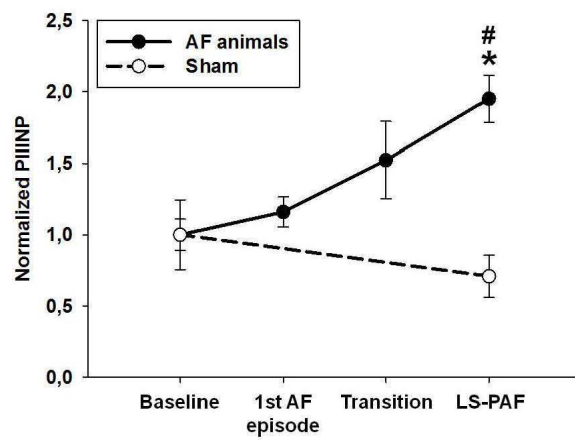 2,5
2,0
1,5
1.0
0,5
0,0
Normalized PIIINP
AF animals
Sham
#
*
Baseline
1st AF
episode
Transition
LS-PAF